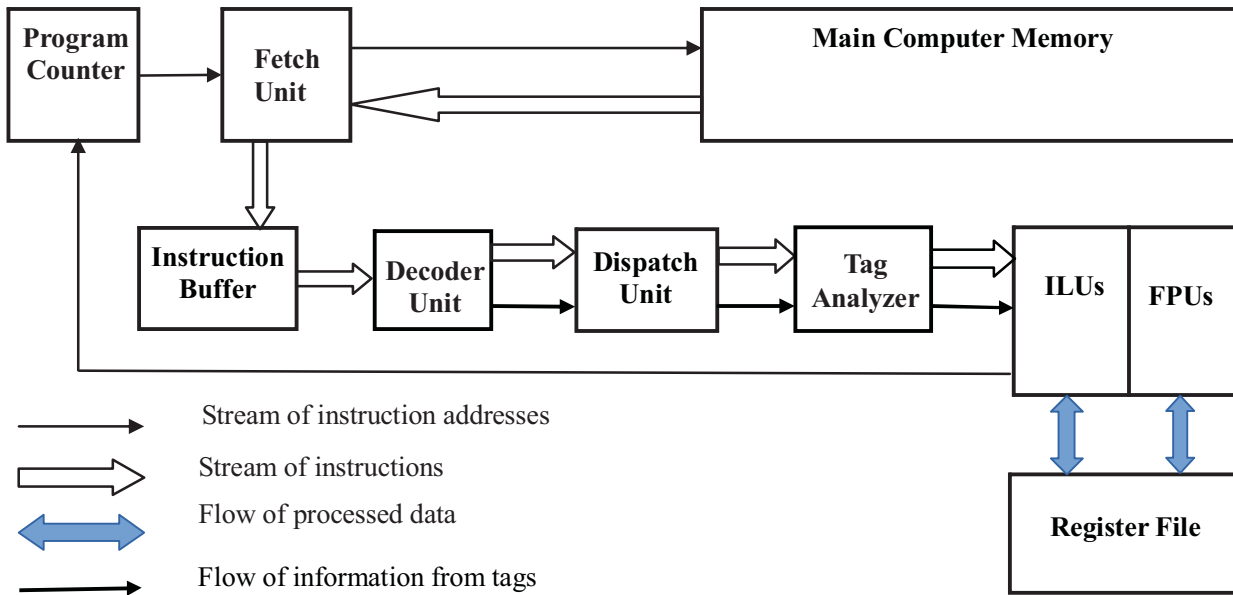 Program
Counter
Fetch
Unit
Main Computer Memory
Instruction
Buffer
Decoder
Unit
Dispatch
Unit
Tag
Analyzer
ILUs
FPUs
Stream of instruction addresses
Stream of instructions
Flow of processed data
Flow of information from tags
Register File